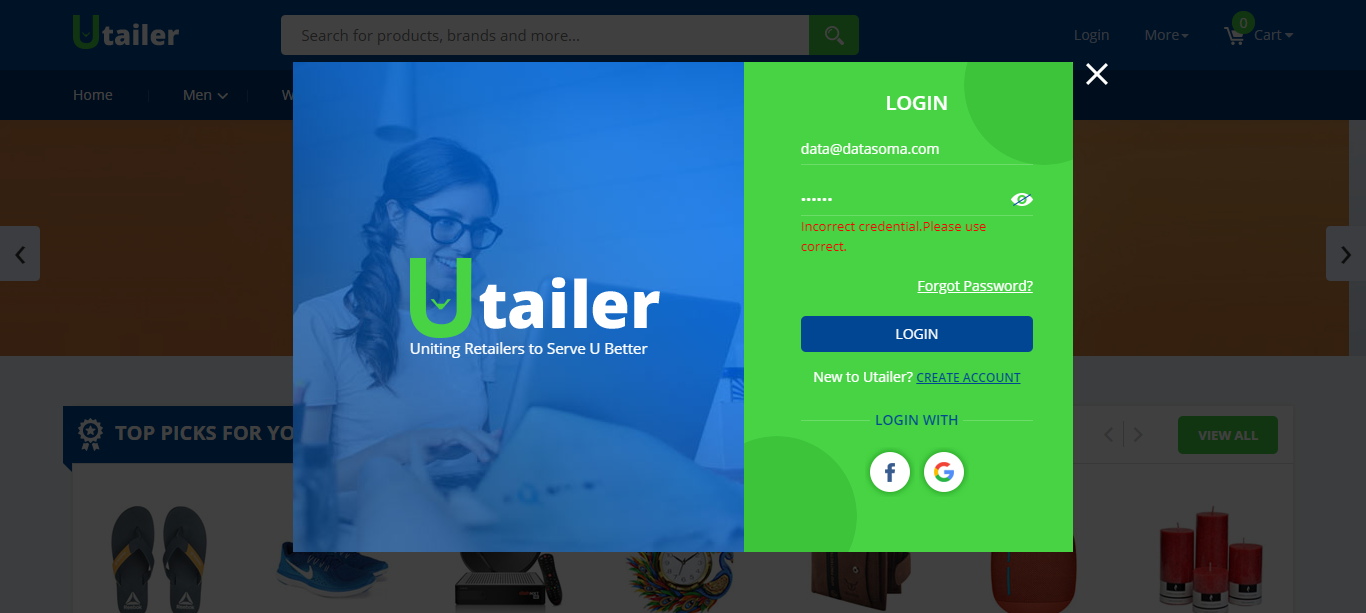 Utailer
Search for products, brands and more...
Login
More
0
Cart
Home
Men
W
LOGIN
data@datasoma.com
••••••
Incorrect credential.Please use
correct.
Forgot Password?
LOGIN
New to Utailer? CREATE ACCOUNT
LOGIN WITH
f
G
Utailer
Uniting Retailers to Serve U Better
TOP PICKS FOR YO
VIEW ALL
Reebok
Reebok